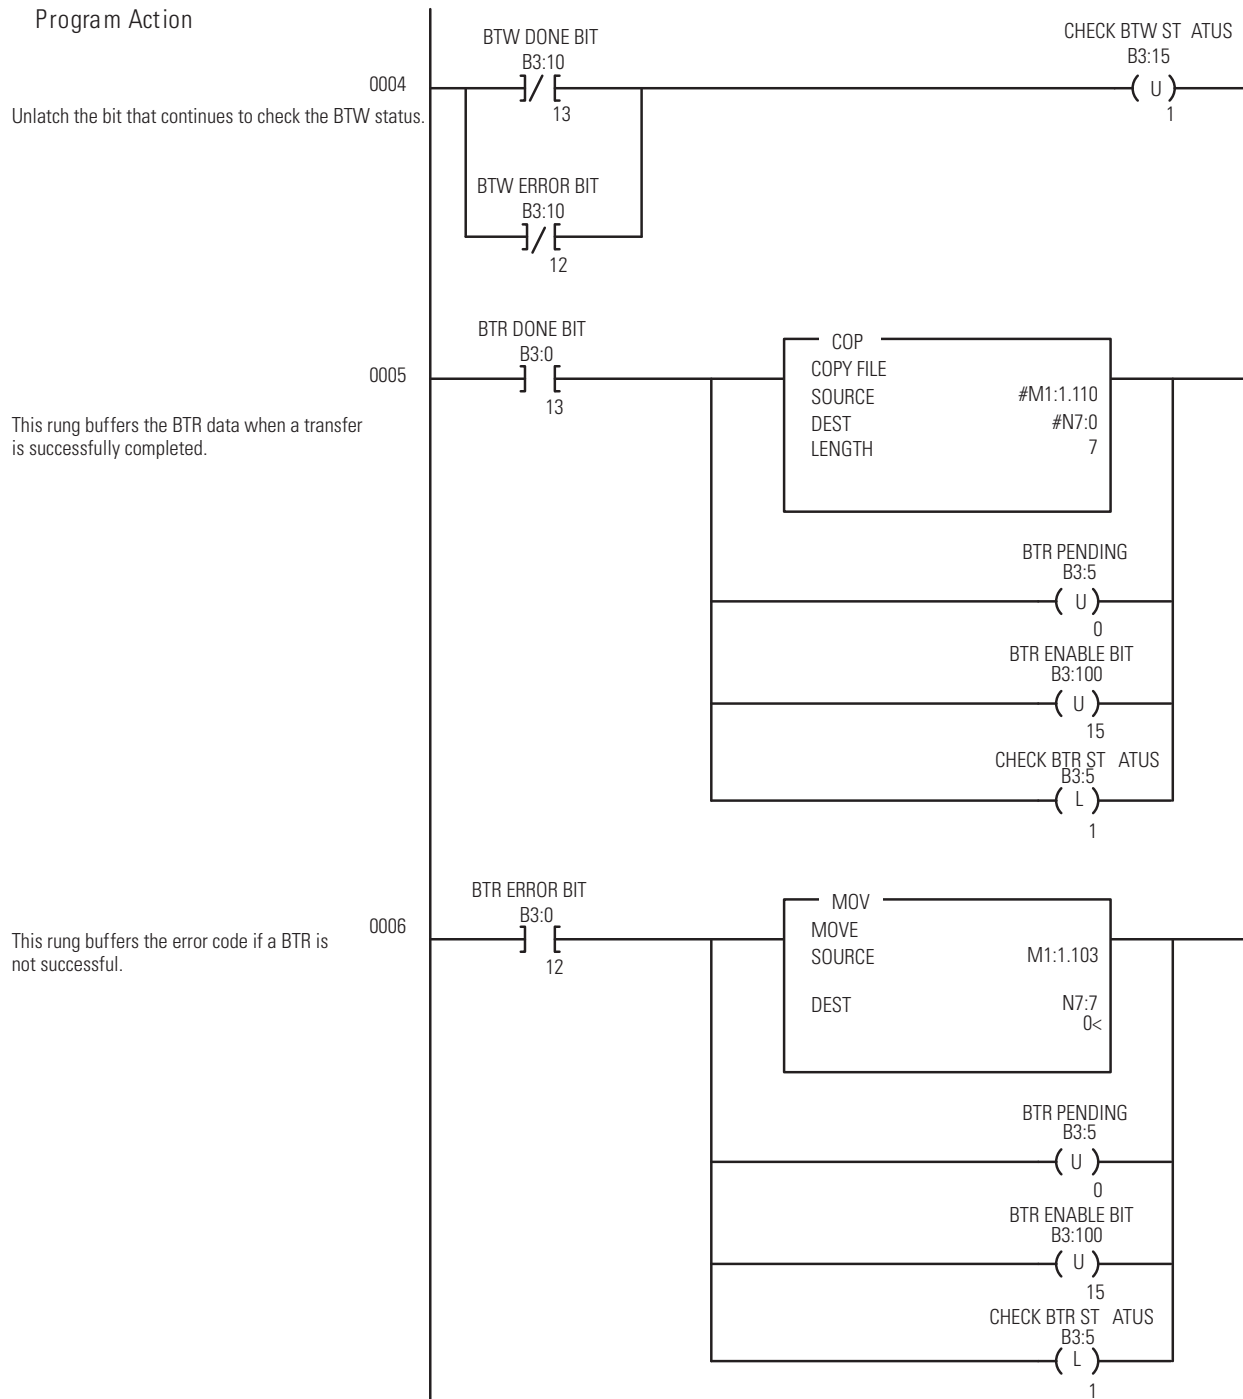 Program Action
BTW DONE BIT
B3:10
13
CHECK BTW ST ATUS
B3:15
U
1
0004
Unlatch the bit that continues to check the BTW status.
BTW ERROR BIT
B3:10
12
BTR DONE BIT
B3:0
13
0005
This rung buffers the BTR data when a transfer
is successfully completed.
COP
COPY FILE
SOURCE #M1:1.110
DEST #N7:0
LENGTH 7
BTR PENDING
B3:5
U
0
BTR ENABLE BIT
B3:100
U
15
CHECK BTR ST ATUS
B3:5
L
1
BTR ERROR BIT
B3:0
12
0006
This rung buffers the error code if a BTR is
not successful.
MOV
MOVE
SOURCE M1:1.103
DEST N7:7
0<
BTR PENDING
B3:5
U
0
BTR ENABLE BIT
B3:100
U
15
CHECK BTR ST ATUS
B3:5
L
1